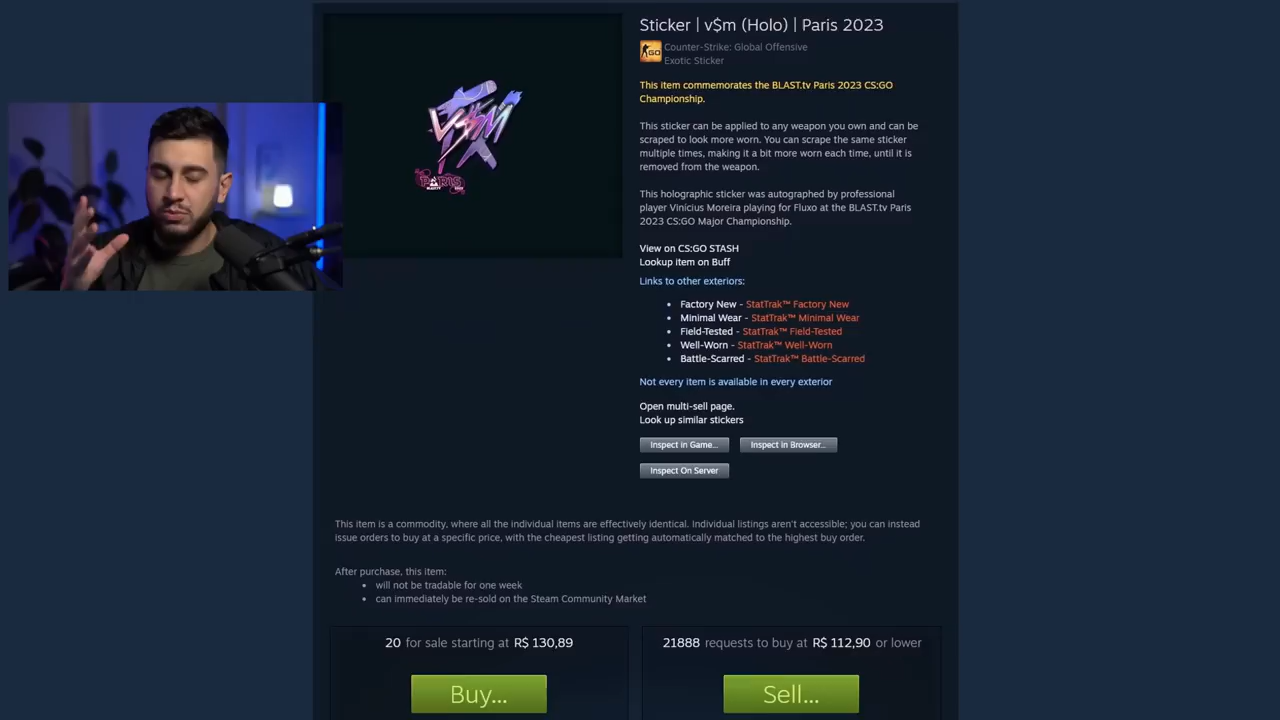 Sticker | v$m (Holo) | Paris 2023
Counter-Strike: Global Offensive
Exotic Sticker
This item commemorates the BLAST.tv Paris 2023 CS:GO
Championship.
This sticker can be applied to any weapon you own and can be
scraped to look more worn. You can scrape the same sticker
multiple times, making it a bit more worn each time, until it is
removed from the weapon.
This holographic sticker was autographed by professional
player Vinícius Moreira playing for Fluxo at the BLAST.tv Paris
2023 CS:GO Major Championship.
V$M
PARIS
View on CS:GO STASH
Lookup item on Buff
Links to other exteriors:
Factory New - StatTrak™ Factory New
Minimal Wear - StatTrak™ Minimal Wear
Field-Tested - StatTrak™ Field-Tested
Well-Worn - StatTrak™ Well-Worn
Battle-Scarred - StatTrak™ Battle-Scarred
Not every item is available in every exterior
Open multi-sell page.
Look up similar stickers
Inspect in Game...
Inspect in Browser...
Inspect On Server
This item is a commodity, where all the individual items are effectively identical. Individual listings aren't accessible; you can instead
issue orders to buy at a specific price, with the cheapest listing getting automatically matched to the highest buy order.
After purchase, this item:
will not be tradable for one week
can immediately be re-sold on the Steam Community Market
20 for sale starting at R$ 130,89
21888 requests to buy at R$ 112,90 or lower
Buy...
Sell...